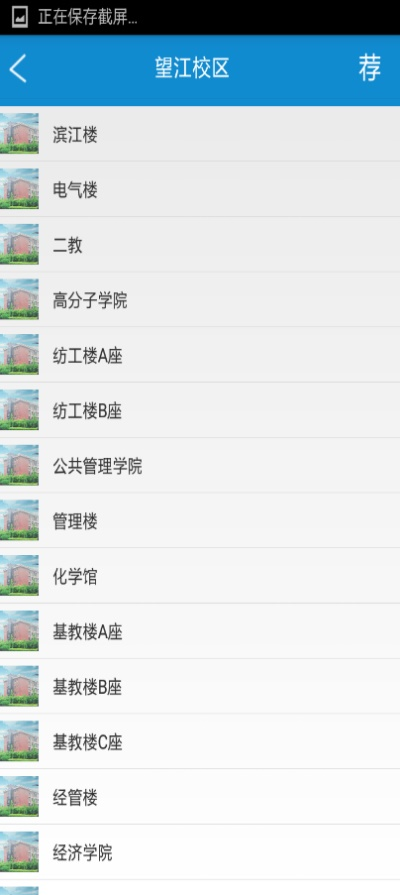 正在保存截屏...
望江校区
荐
滨江楼
电气楼
二教
高分子学院
纺工楼A座
纺工楼B座
公共管理学院
管理楼
化学馆
基教楼A座
基教楼B座
基教楼C座
经管楼
经济学院